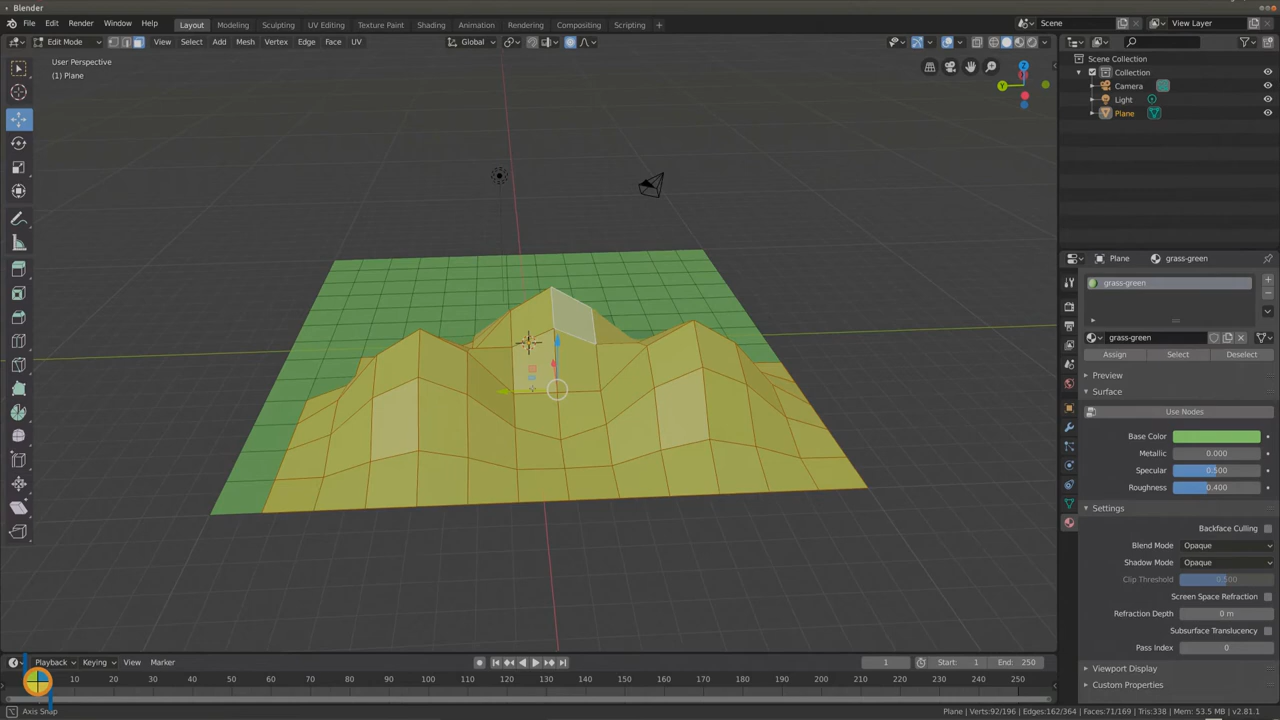 Blender
File Edit Render Window Help Layout Modeling Sculpting UV Editing Texture Paint Shading Animation Rendering Compositing Scripting + Scene View Layer
Edit Mode View Select Add Mesh Vertex Edge Face UV Global
User Perspective
(1) Plane
Z
Y
Scene Collection
Collection
Camera
Light
Plane
Plane grass-green
grass-green
grass-green
Assign Select Deselect
Preview
Surface
Use Nodes
Base Color
Metallic 0.000
Specular 0.500
Roughness 0.400
Settings
Backface Culling
Blend Mode Opaque
Shadow Mode Opaque
Clip Threshold 0.500
Screen Space Refraction
Refraction Depth 0 m
Subsurface Translucency
Pass Index 0
Viewport Display
Custom Properties
Playback Keying View Marker 1 Start: 1 End: 250
10 20 30 40 50 60 70 80 90 100 110 120 130 140 150 160 170 180 190 200 210 220 230 240 250
Axis Snap
Plane | Verts:92/196 | Edges:162/364 | Faces:71/169 | Tris:338 | Mem: 53.5 MB | v2.81.1